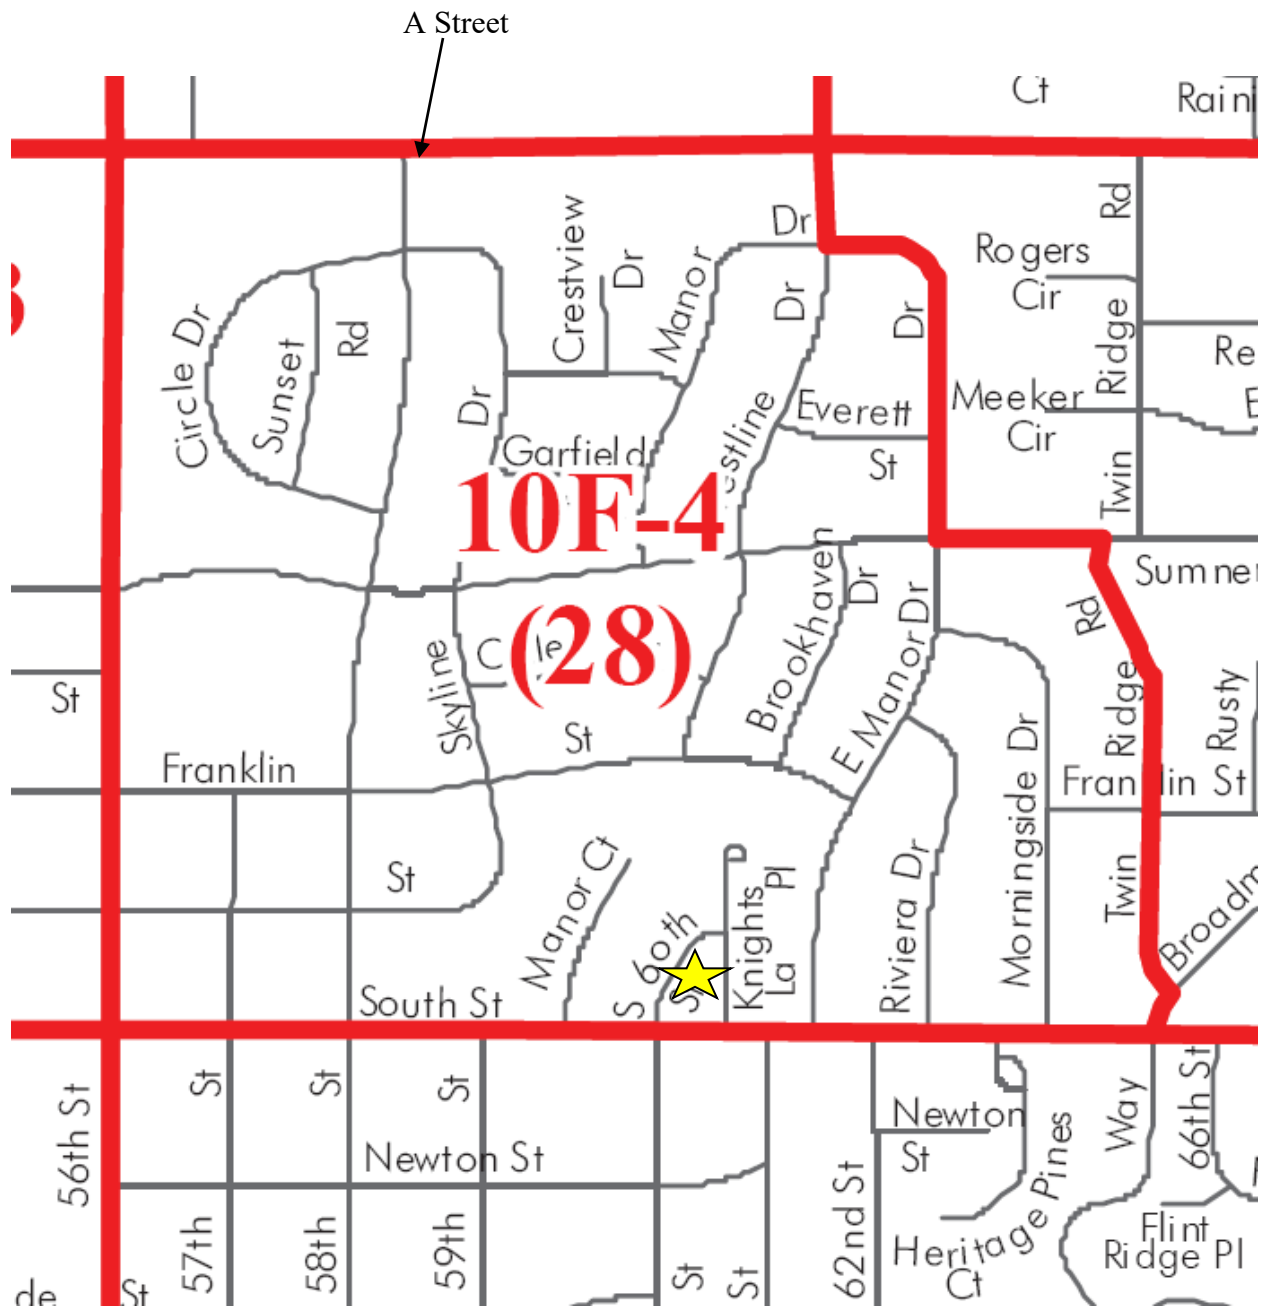 A Street
Ct
Raini
Rd
Dr
Rogers
Cir
Crestview
Dr
Manor
Dr
Dr
Circle Dr
Sunset
Rd
Ridge
Re
Meeker
Cir
E
Dr
Everett
St
Garfield
estline
Twin
10F-4
(28)
Sumner
Brookhaven
Dr
Rd
C
le
Skyline
E Manor Dr
Ridge
Rusty
St
St
Morningside Dr
Franklin
Franklin St
St
Manor Ct
Riviera Dr
Twin
Broadm
S 60th
Knights
Pl
La
South St
56th St
St
St
St
Newton
St
Way
66th St
Newton St
57th
58th
59th
62nd St
Heritage Pines
Ct
Flint
Ridge Pl
de
St
St
St